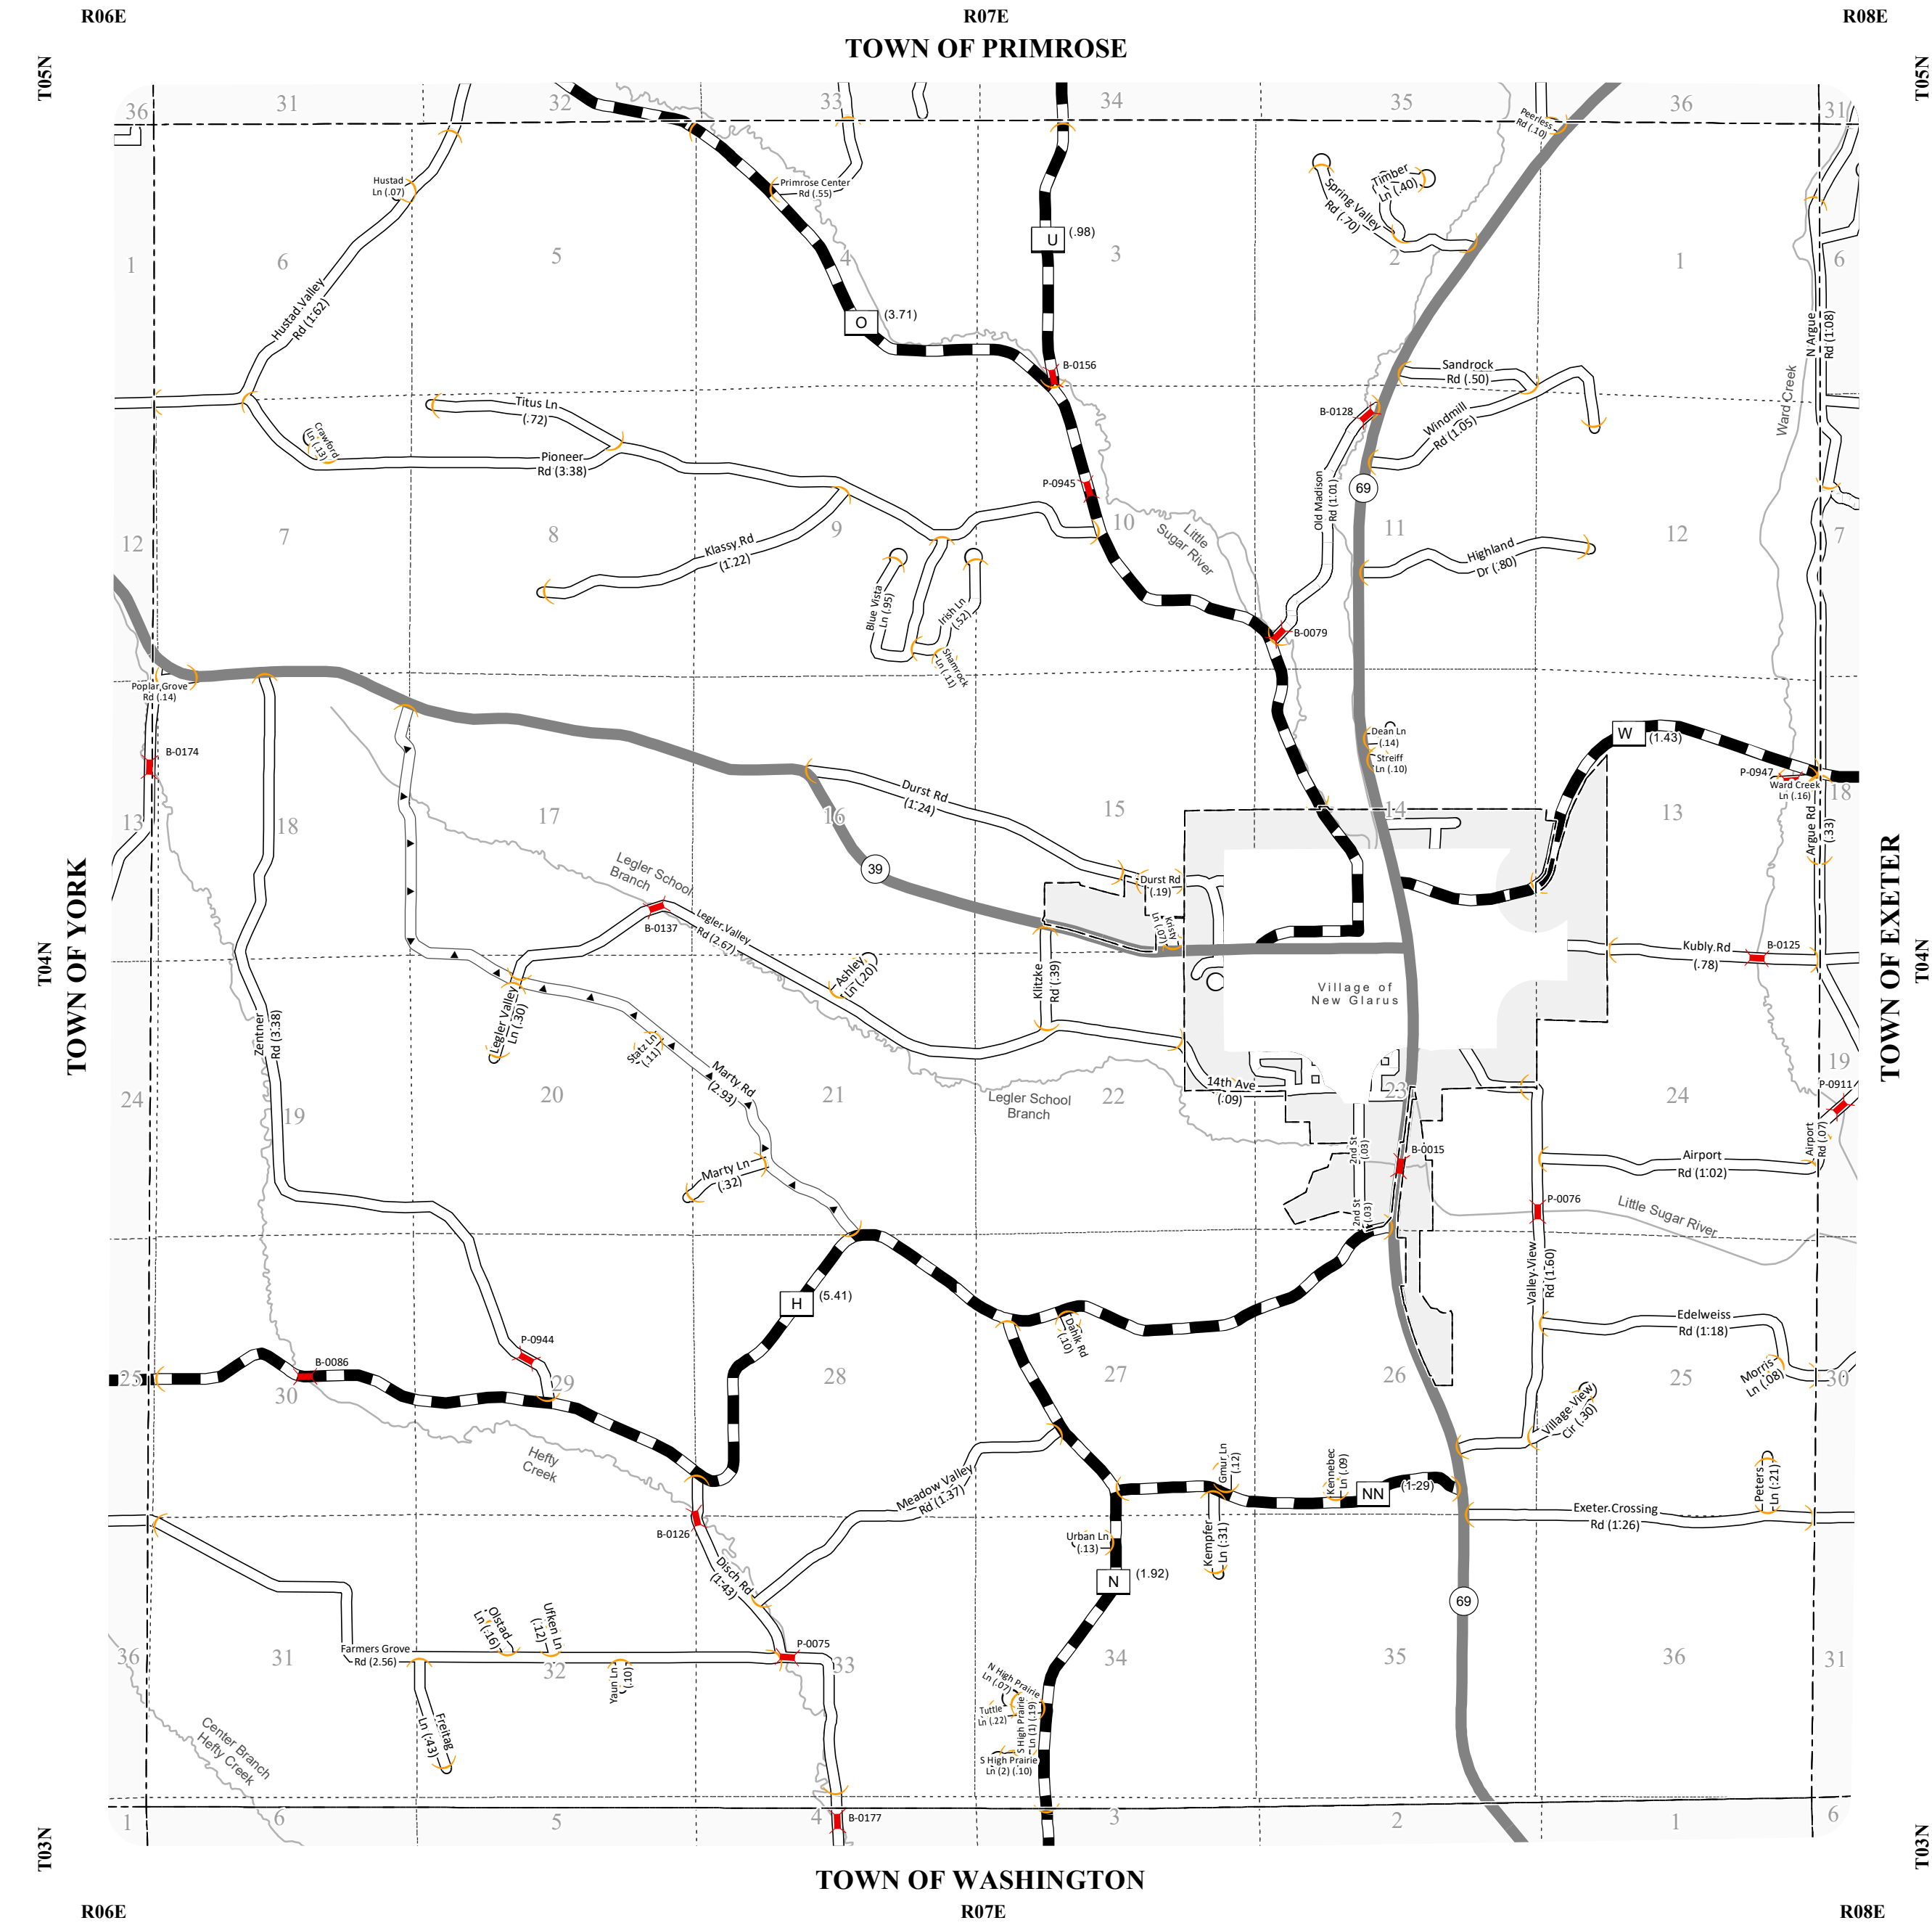 R06E
R07E
R08E
TOWN OF PRIMROSE
T05N
T05N
36
31
32
33
34
35
36
31
Peerless
Rd (.10)
Hustad
Ln (.07)
Primrose Center
Rd (.55)
Spring Valley
Rd (.70)
Timber
Ln (.40)
U
(.98)
1
6
5
4
3
2
1
6
Hustad Valley
Rd (1.62)
O
(3.71)
N Argue
Rd (1.08)
B-0156
Sandrock
Rd (.50)
Ward Creek
Titus Ln
(.72)
B-0128
Windmill
Rd (1.05)
Crawford
Ln (.13)
Pioneer
Rd (3.38)
P-0945
69
Old Madison
Rd (1.01)
12
7
8
9
10
11
12
7
Little
Sugar River
Klassy Rd
(1.22)
Highland
Dr (.80)
Blue Vista
Ln (.95)
Irish Ln
(.52)
B-0079
Shamrock
Ln (.11)
Poplar Grove
Rd (.14)
B-0174
Dean Ln
(.14)
Streiff
Ln (.10)
W
(1.43)
P-0947
Ward Creek
Ln (.16)
Durst Rd
(1.24)
13
18
17
16
15
14
13
18
Argue Rd
(.33)
TOWN OF YORK
TOWN OF EXETER
Legler School
Branch
39
Durst Rd
(.19)
Kristy
Ln (.07)
B-0137
Legler Valley
Rd (2.67)
Kubly Rd
(.78)
B-0125
T04N
T04N
Ashley
Ln (.20)
Klitzke
Rd (.39)
Village of
New Glarus
Zentner
Rd (3.38)
Legler Valley
Ln (.30)
Statz Ln
(.11)
Marty Rd
(2.93)
14th Ave
(.09)
Legler School
Branch
24
19
20
21
22
23
24
19
P-0911
Airport
Rd (.07)
2nd St
(.03)
B-0015
Airport
Rd (1.02)
Marty Ln
(.32)
P-0076
2nd St
(.03)
Little Sugar River
Valley View
Rd (1.60)
H
(5.41)
Dahlk Rd
(.10)
Edelweiss
Rd (1.18)
P-0944
B-0086
Morris
Ln (.08)
25
30
29
28
27
26
25
30
Village View
Cir (.30)
Hefty
Creek
Meadow Valley
Rd (1.37)
Gmur Ln
(.12)
Kennebec
Ln (.09)
NN
(1.29)
Peters
Ln (.21)
Exeter Crossing
Rd (1.26)
B-0126
Urban Ln
(.13)
Kempfer
Ln (.31)
Disch Rd
(1.43)
N
(1.92)
69
Olstad
Ln (.16)
Ufken Ln
(.12)
Farmers Grove
Rd (2.56)
P-0075
36
31
32
33
34
35
36
31
Yaun Ln
(.10)
N High Prairie
Ln (.07)
Tuttle
Ln (.22)
S High Prairie
Ln (1) (.19)
S High Prairie
Ln (2) (.10)
Freitag
Ln (.43)
Center Branch
Hefty Creek
1
6
5
4
B-0177
3
2
1
6
T03N
T03N
TOWN OF WASHINGTON
R06E
R07E
R08E